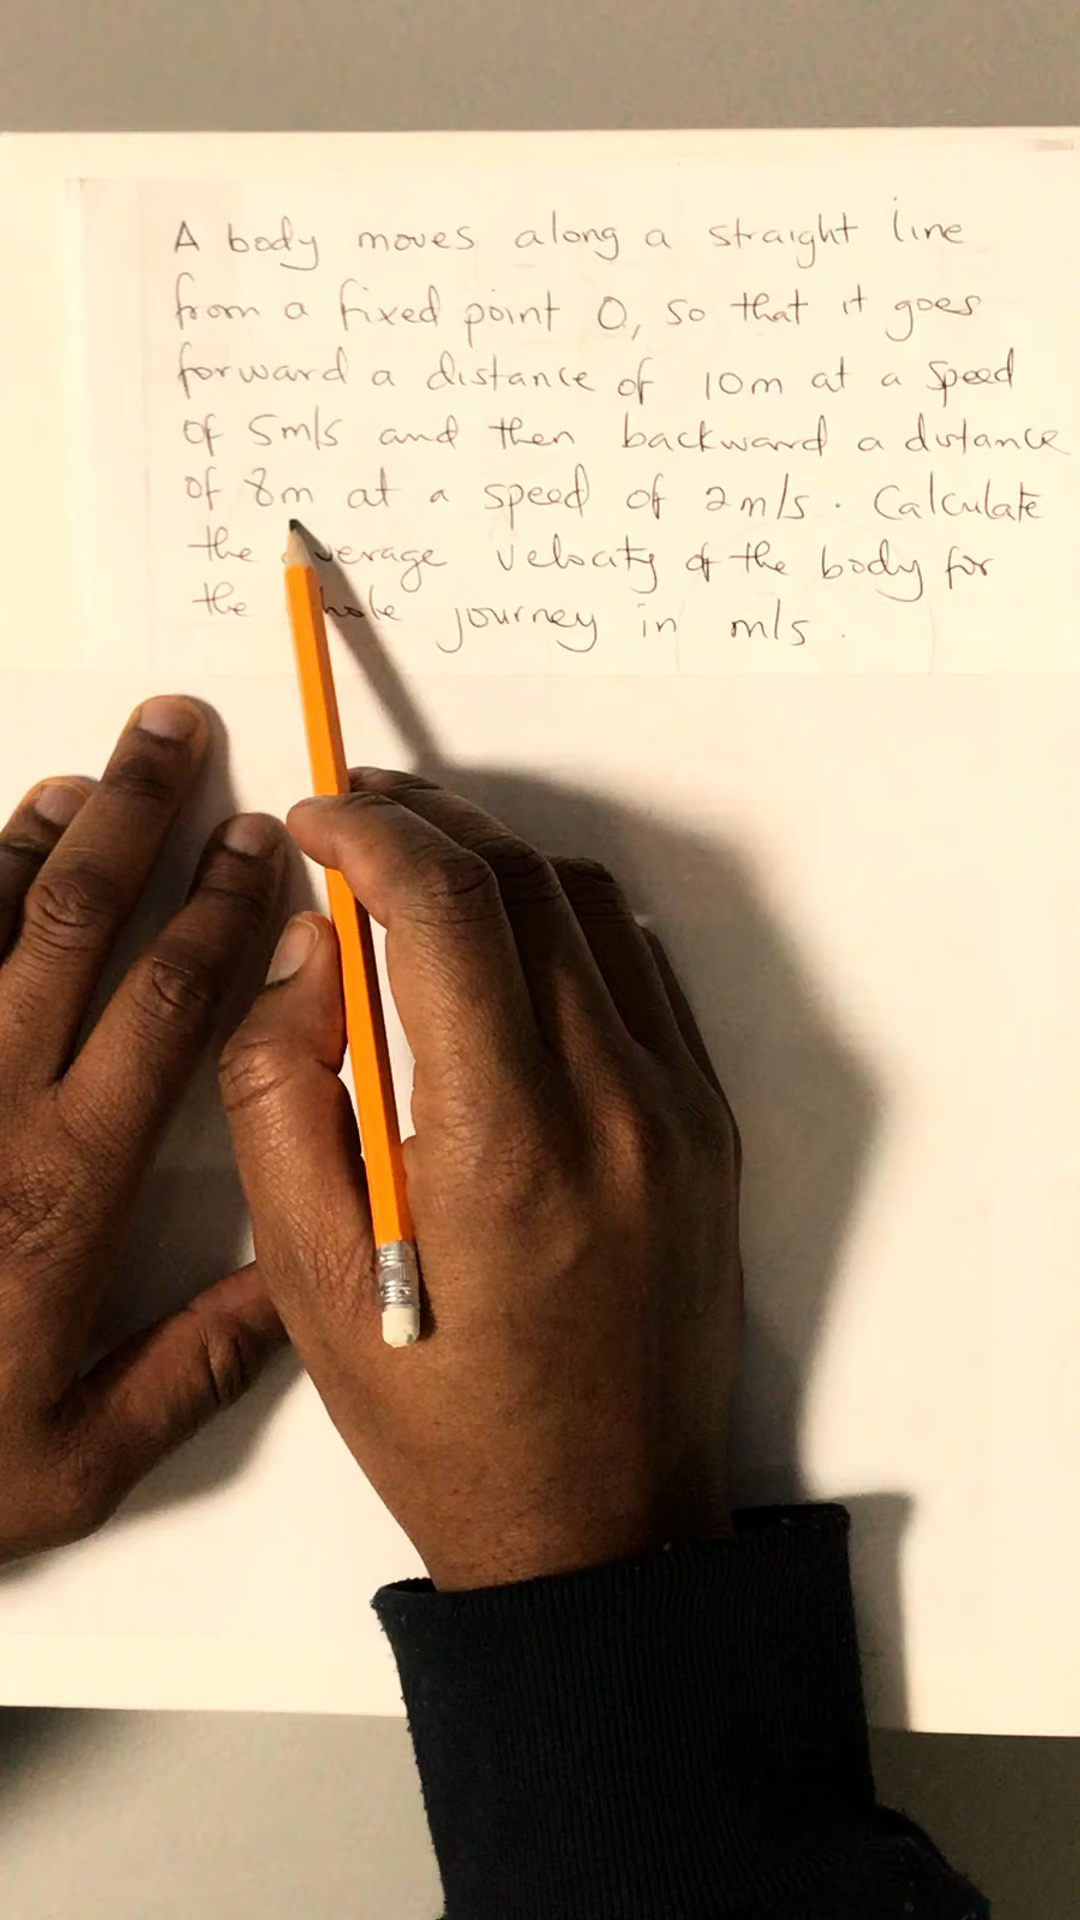 A body moves along a straight line
from a fixed point O, so that it goes
forward a distance of 10m at a speed
of 5m/s and then backward a distance
of 8m at a speed of 2m/s. Calculate
the average velocity of the body for
the whole journey in m/s.